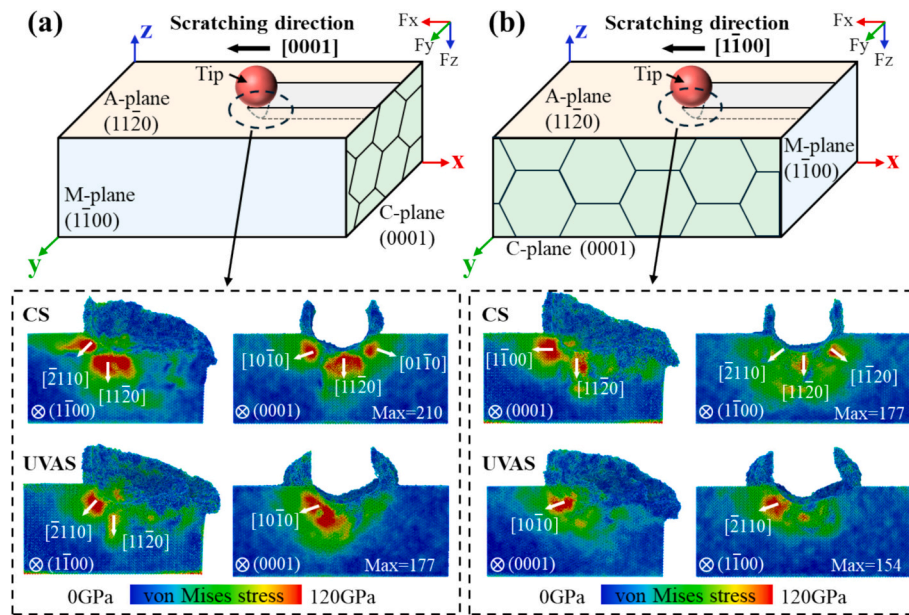 (a)
Scratching direction
[0001]
z
Fx
Fy
Fz
Tip
A-plane
(112̅0)
M-plane
(11̅00)
C-plane
(0001)
x
y
CS
[2̅110]
[112̅0]
⊗(11̅00)
[101̅0]
[011̅0]
[112̅0]
⊗(0001)
Max=210
UVAS
[2̅110]
[112̅0]
⊗(11̅00)
[101̅0]
⊗(0001)
Max=177
0GPa
von Mises stress
120GPa
(b)
Scratching direction
[11̅00]
z
Fx
Fy
Fz
Tip
A-plane
(112̅0)
M-plane
(11̅00)
C-plane (0001)
x
y
CS
[11̅00]
[112̅0]
⊗(0001)
[2̅110]
[112̅0]
[1̅120]
⊗(11̅00)
Max=177
UVAS
[101̅0]
⊗(0001)
[2̅110]
⊗(11̅00)
Max=154
0GPa
von Mises stress
120GPa